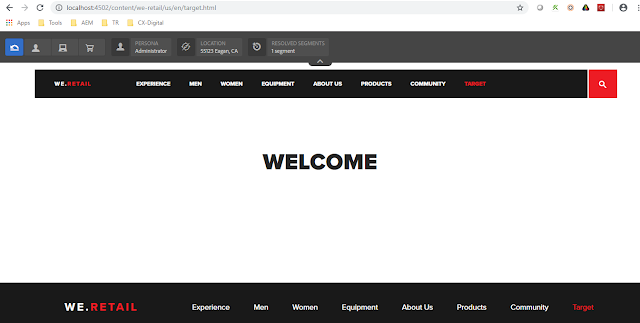 localhost:4502/content/we-retail/us/en/target.html
Apps Tools AEM TR CX-Digital
PERSONA
Administrator
LOCATION
55123 Eagan, CA
RESOLVED SEGMENTS
1 segment
WE.RETAIL EXPERIENCE MEN WOMEN EQUIPMENT ABOUT US PRODUCTS COMMUNITY TARGET
WELCOME
WE.RETAIL Experience Men Women Equipment About Us Products Community Target